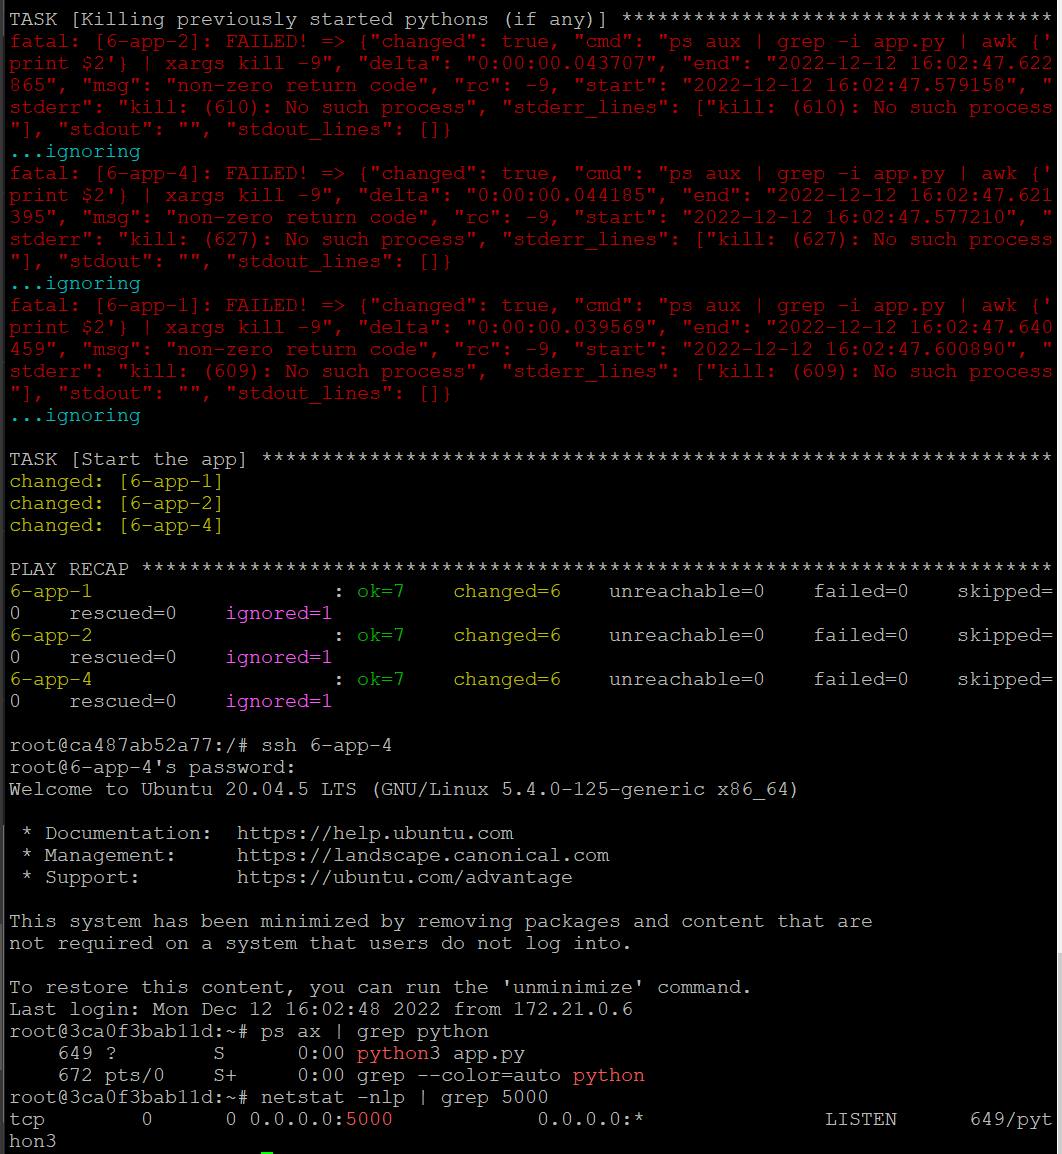 TASK [Killing previously started pythons (if any)] ************************************
fatal: [6-app-2]: FAILED! => {"changed": true, "cmd": "ps aux | grep -i app.py | awk {'
print $2'} | xargs kill -9", "delta": "0:00:00.043707", "end": "2022-12-12 16:02:47.622
865", "msg": "non-zero return code", "rc": -9, "start": "2022-12-12 16:02:47.579158", "
stderr": "kill: (610): No such process", "stderr_lines": ["kill: (610): No such process
"], "stdout": "", "stdout_lines": []}
...ignoring
fatal: [6-app-4]: FAILED! => {"changed": true, "cmd": "ps aux | grep -i app.py | awk {'
print $2'} | xargs kill -9", "delta": "0:00:00.044185", "end": "2022-12-12 16:02:47.621
395", "msg": "non-zero return code", "rc": -9, "start": "2022-12-12 16:02:47.577210", "
stderr": "kill: (627): No such process", "stderr_lines": ["kill: (627): No such process
"], "stdout": "", "stdout_lines": []}
...ignoring
fatal: [6-app-1]: FAILED! => {"changed": true, "cmd": "ps aux | grep -i app.py | awk {'
print $2'} | xargs kill -9", "delta": "0:00:00.039569", "end": "2022-12-12 16:02:47.640
459", "msg": "non-zero return code", "rc": -9, "start": "2022-12-12 16:02:47.600890", "
stderr": "kill: (609): No such process", "stderr_lines": ["kill: (609): No such process
"], "stdout": "", "stdout_lines": []}
...ignoring
TASK [Start the app] ******************************************************************
changed: [6-app-1]
changed: [6-app-2]
changed: [6-app-4]
PLAY RECAP ****************************************************************************
6-app-1                    : ok=7    changed=6    unreachable=0    failed=0    skipped=
0    rescued=0    ignored=1
6-app-2                    : ok=7    changed=6    unreachable=0    failed=0    skipped=
0    rescued=0    ignored=1
6-app-4                    : ok=7    changed=6    unreachable=0    failed=0    skipped=
0    rescued=0    ignored=1
root@ca487ab52a77:/# ssh 6-app-4
root@6-app-4's password:
Welcome to Ubuntu 20.04.5 LTS (GNU/Linux 5.4.0-125-generic x86_64)
 * Documentation:  https://help.ubuntu.com
 * Management:     https://landscape.canonical.com
 * Support:        https://ubuntu.com/advantage
This system has been minimized by removing packages and content that are
not required on a system that users do not log into.
To restore this content, you can run the 'unminimize' command.
Last login: Mon Dec 12 16:02:48 2022 from 172.21.0.6
root@3ca0f3bab11d:~# ps ax | grep python
    649 ?        S      0:00 python3 app.py
    672 pts/0    S+     0:00 grep --color=auto python
root@3ca0f3bab11d:~# netstat -nlp | grep 5000
tcp        0      0 0.0.0.0:5000            0.0.0.0:*               LISTEN      649/pyt
hon3